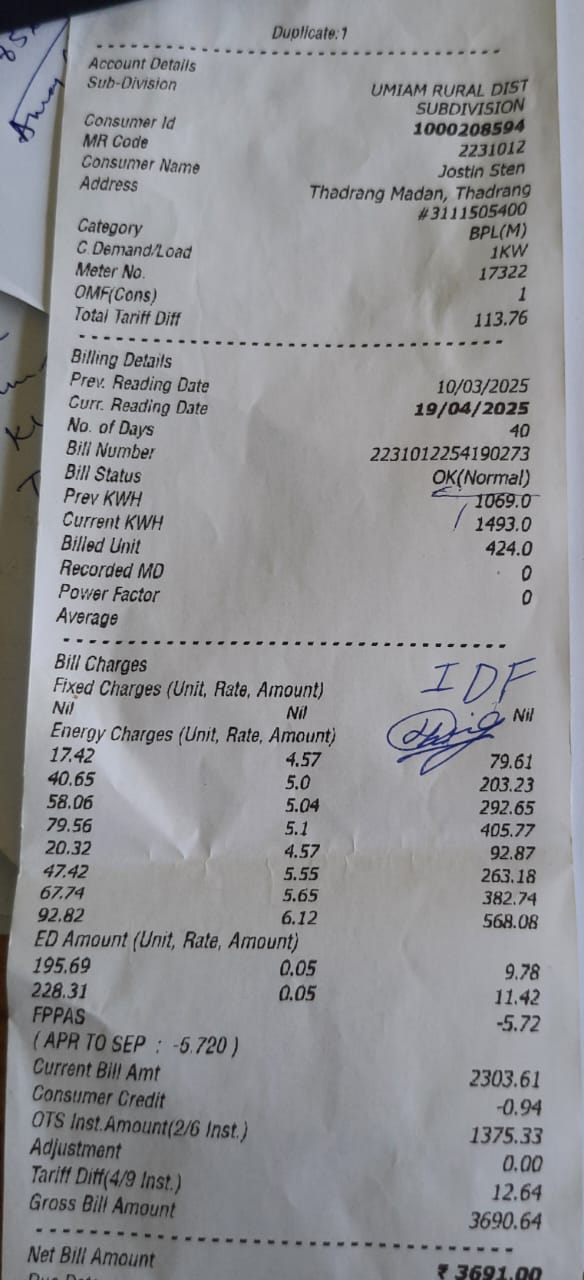 Duplicate:1
Account Details
Sub-Division UMIAM RURAL DIST
SUBDIVISION
Consumer Id 1000208594
MR Code 2231012
Consumer Name Jostin Sten
Address Thadrang Madan, Thadrang
#3111505400
Category BPL(M)
C.Demand/Load 1KW
Meter No. 17322
OMF(Cons) 1
Total Tariff Diff 113.76
Billing Details
Prev. Reading Date 10/03/2025
Curr. Reading Date 19/04/2025
No. of Days 40
Bill Number 2231012254190273
Bill Status OK(Normal)
Prev KWH 1069.0
Current KWH 1493.0
Billed Unit 424.0
Recorded MD 0
Power Factor 0
Average
Bill Charges
IDF
Fixed Charges (Unit, Rate, Amount)
Nil Nil Nil
Energy Charges (Unit, Rate, Amount)
17.42 4.57 79.61
40.65 5.0 203.23
58.06 5.04 292.65
79.56 5.1 405.77
20.32 4.57 92.87
47.42 5.55 263.18
67.74 5.65 382.74
92.82 6.12 568.08
ED Amount (Unit, Rate, Amount)
195.69 0.05 9.78
228.31 0.05 11.42
FPPAS -5.72
( APR TO SEP : -5.720 )
Current Bill Amt 2303.61
Consumer Credit -0.94
OTS Inst.Amount(2/6 Inst.) 1375.33
Adjustment 0.00
Tariff Diff(4/9 Inst.) 12.64
Gross Bill Amount 3690.64
Net Bill Amount ₹ 3691.00